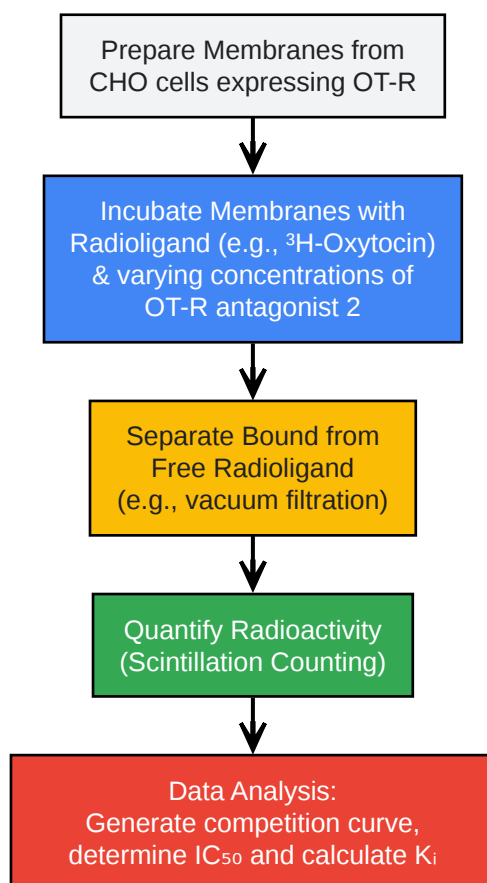 Prepare Membranes from
CHO cells expressing OT-R
Incubate Membranes with
Radioligand (e.g., ³H-Oxytocin)
& varying concentrations of
OT-R antagonist 2
Separate Bound from
Free Radioligand
(e.g., vacuum filtration)
Quantify Radioactivity
(Scintillation Counting)
Data Analysis:
Generate competition curve,
determine IC₅₀ and calculate Kᵢ